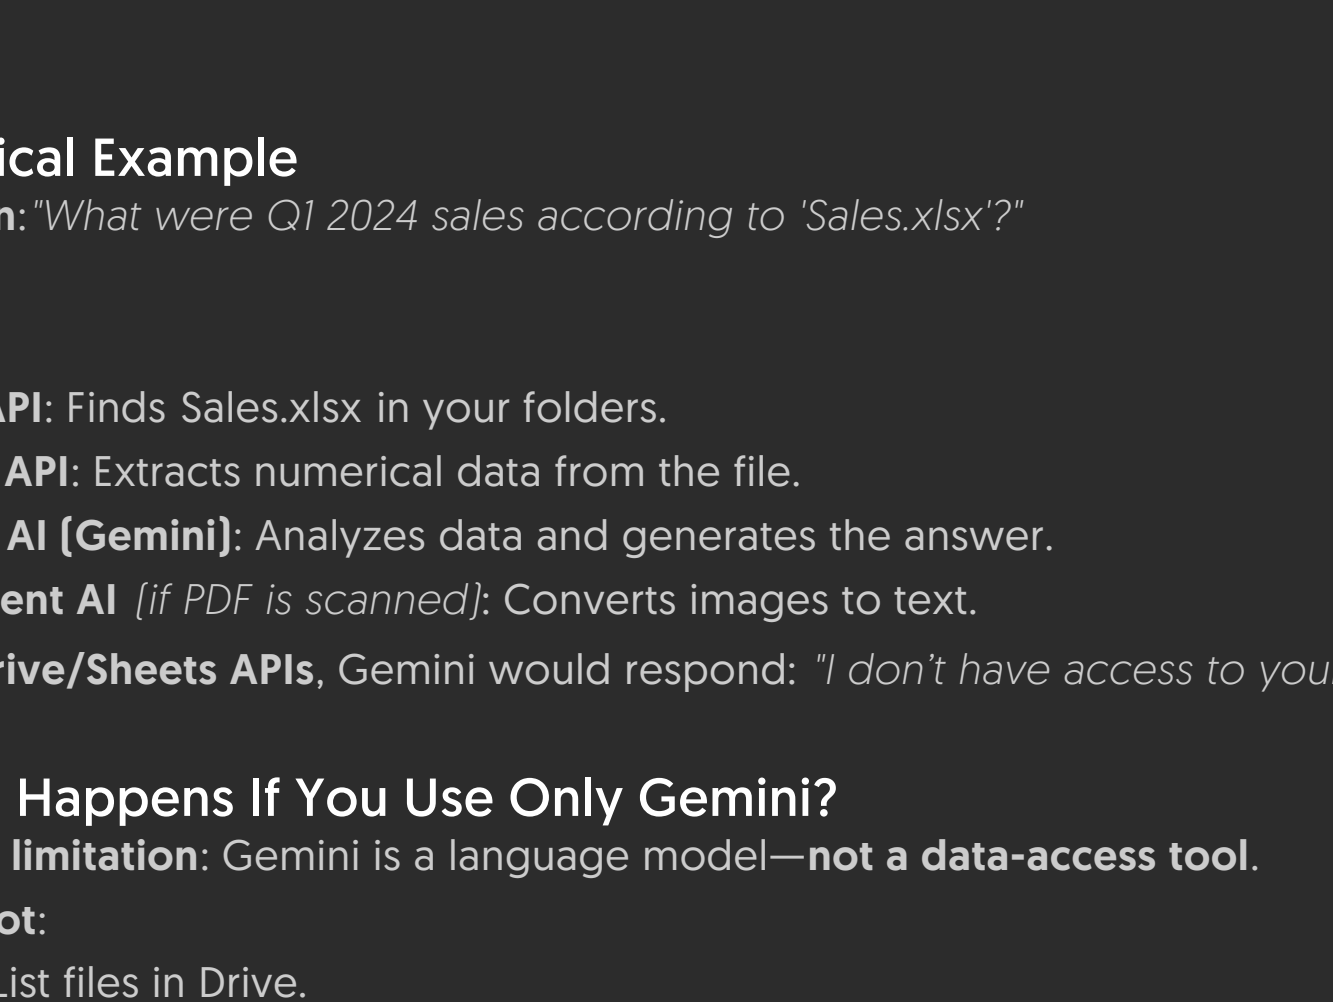 ical Example
n: "What were Q1 2024 sales according to 'Sales.xlsx'?"
API: Finds Sales.xlsx in your folders.
API: Extracts numerical data from the file.
AI (Gemini): Analyzes data and generates the answer.
ent AI (if PDF is scanned): Converts images to text.
rive/Sheets APIs, Gemini would respond: "I don’t have access to your
Happens If You Use Only Gemini?
limitation: Gemini is a language model—not a data-access tool.
ot:
List files in Drive.